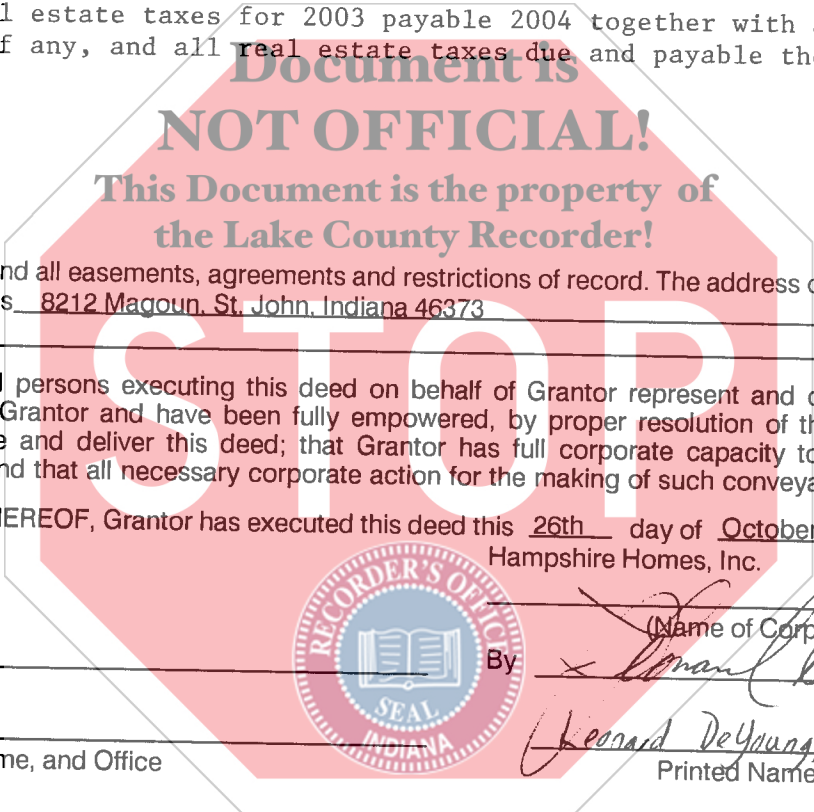 l estate taxes for 2003 payable 2004 together with
f any, and all real estate taxes due and payable the
Document is
NOT OFFICIAL!
This Document is the property of
the Lake County Recorder!
nd all easements, agreements and restrictions of record. The address o
s 8212 Magoun, St. John, Indiana 46373
STOP
l persons executing this deed on behalf of Grantor represent and c
Grantor and have been fully empowered, by proper resolution of th
e and deliver this deed; that Grantor has full corporate capacity to
nd that all necessary corporate action for the making of such conveya
HEREOF, Grantor has executed this deed this 26th day of October
Hampshire Homes, Inc.
(Name of Corp
By x
RECORDER'S OFFICE
SEAL
INDIANA
Leonard DeYoung,
me, and Office
Printed Name